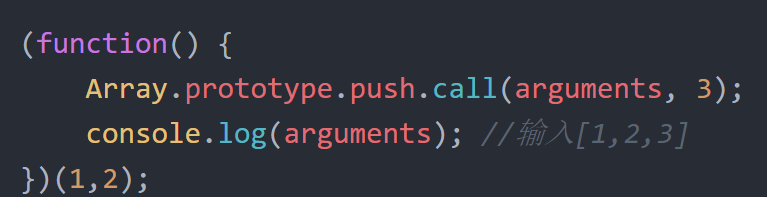 (function() {
    Array.prototype.push.call(arguments, 3);
    console.log(arguments); //输入[1,2,3]
})(1,2);